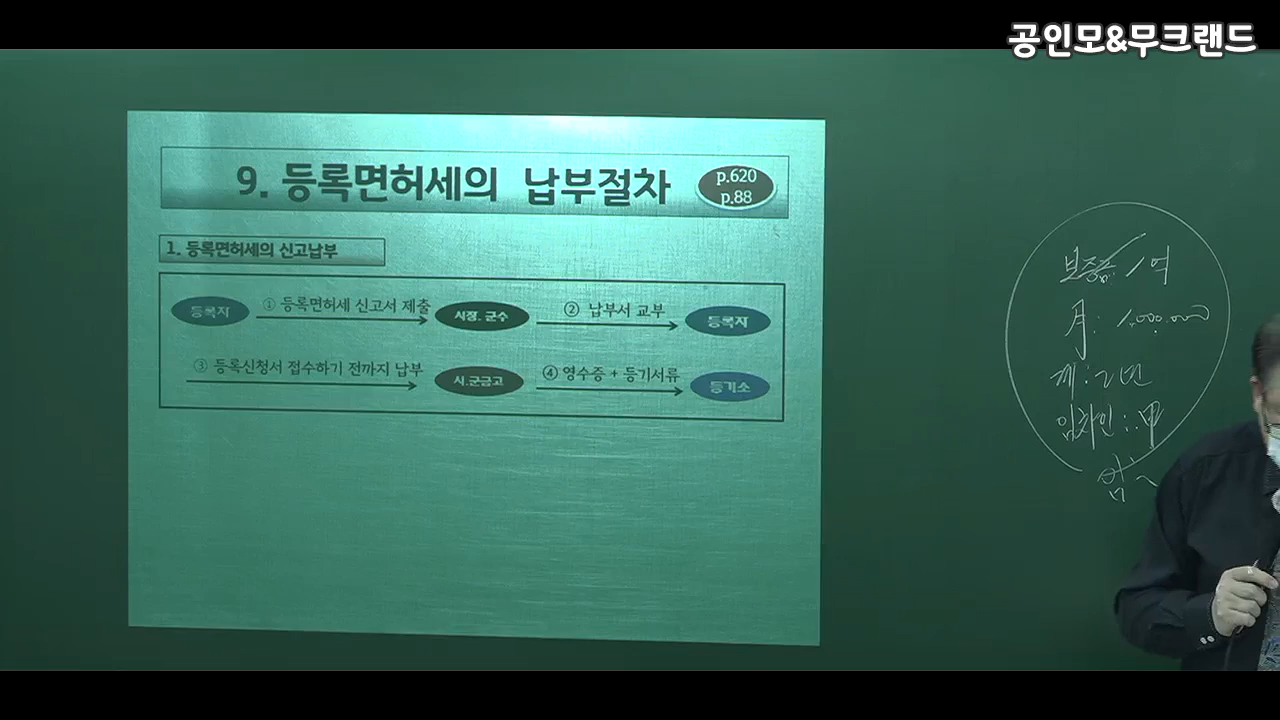 공인모&무크랜드
9. 등록면허세의 납부절차
p.620
p.88
1. 등록면허세의 신고납부
등록자 ① 등록면허세 신고서 제출 시장. 군수 ② 납부서 교부 등록자
③ 등록신청서 접수하기 전까지 납부 시.군금고 ④ 영수증 + 등기서류 등기소
보증금 1억
月: 1,000,000
계:2년
임차인: 甲